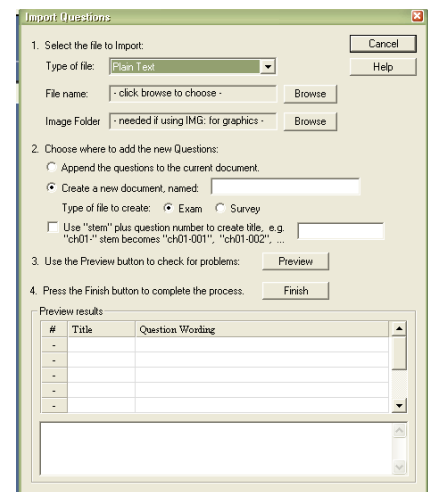 Import Questions
1. Select the file to Import:
Cancel
Type of file: Plain Text
Help
File name: - click browse to choose - Browse
Image Folder - needed if using IMG: for graphics - Browse
2. Choose where to add the new Questions:
Append the questions to the current document.
Create a new document, named:
Type of file to create: Exam Survey
Use "stem" plus question number to create title, e.g.
"ch01-" stem becomes "ch01-001", "ch01-002", ...
3. Use the Preview button to check for problems: Preview
4. Press the Finish button to complete the process. Finish
Preview results
# Title Question Wording
-
-
-
-
-